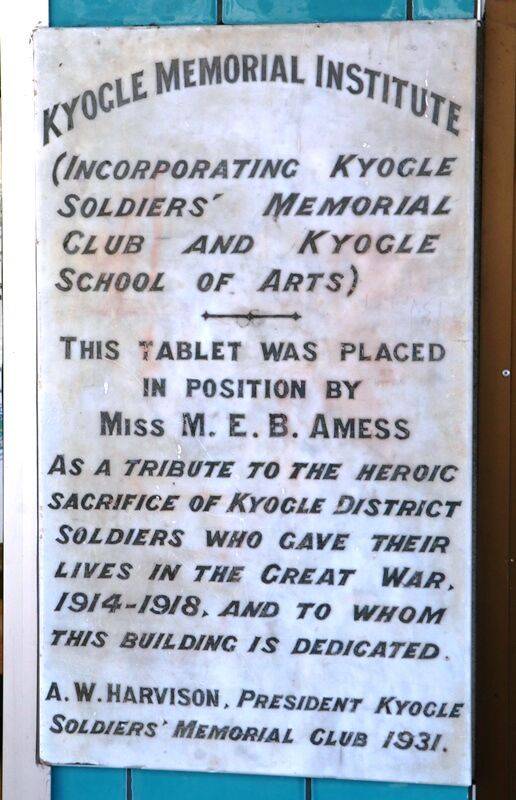 KYOGLE MEMORIAL INSTITUTE
(INCORPORATING KYOGLE
SOLDIERS' MEMORIAL
CLUB AND KYOGLE
SCHOOL OF ARTS)
THIS TABLET WAS PLACED
IN POSITION BY
MISS M. E. B. AMESS
AS A TRIBUTE TO THE HEROIC
SACRIFICE OF KYOGLE DISTRICT
SOLDIERS WHO GAVE THEIR
LIVES IN THE GREAT WAR,
1914-1918, AND TO WHOM
THIS BUILDING IS DEDICATED.
A. W. HARVISON, PRESIDENT KYOGLE
SOLDIERS' MEMORIAL CLUB 1931.